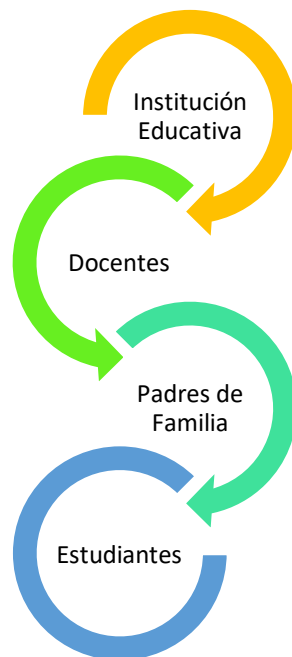 Institución
Educativa
Docentes
Padres de
Familia
Estudiantes